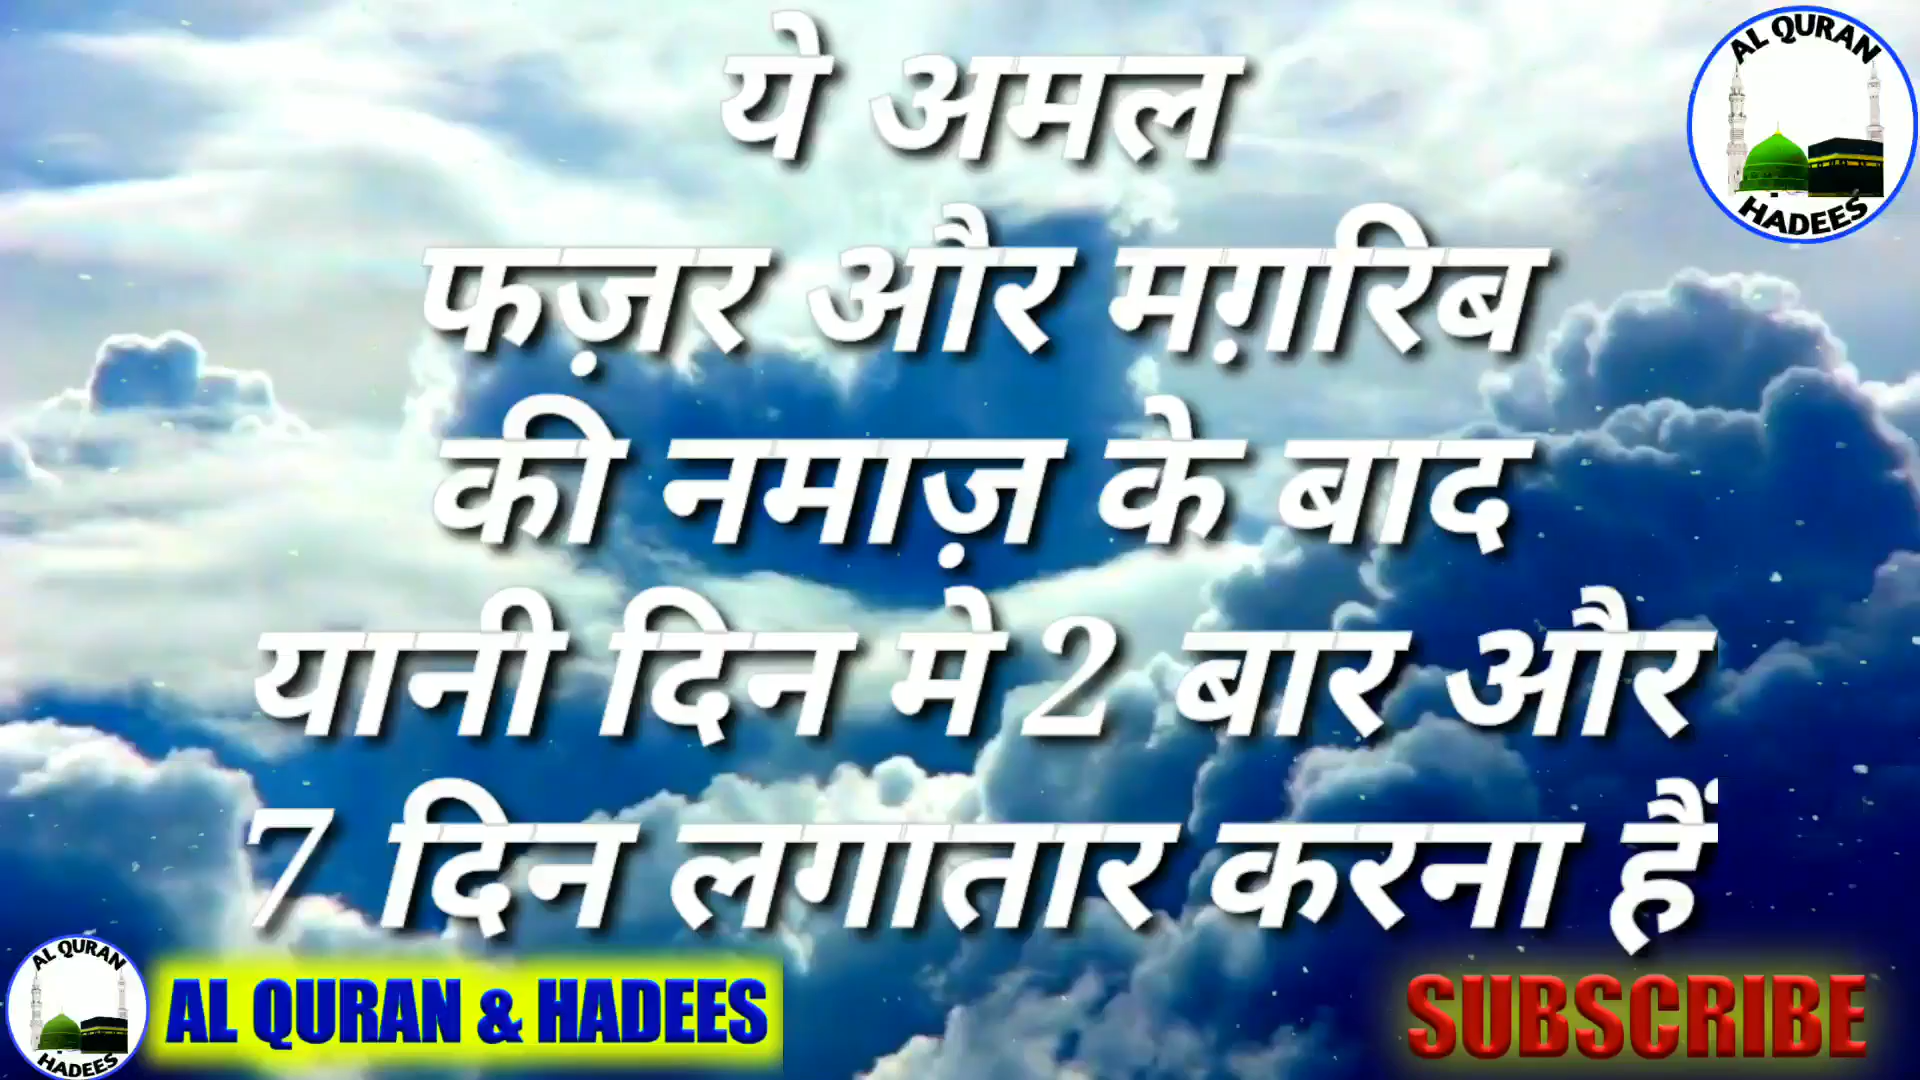 AL QURAN
HADEES
ये अमल
फज़र और मग़रिब
की नमाज़ के बाद
यानी दिन मे 2 बार और
7 दिन लगातार करना हैं
AL QURAN
HADEES
AL QURAN & HADEES
SUBSCRIBE